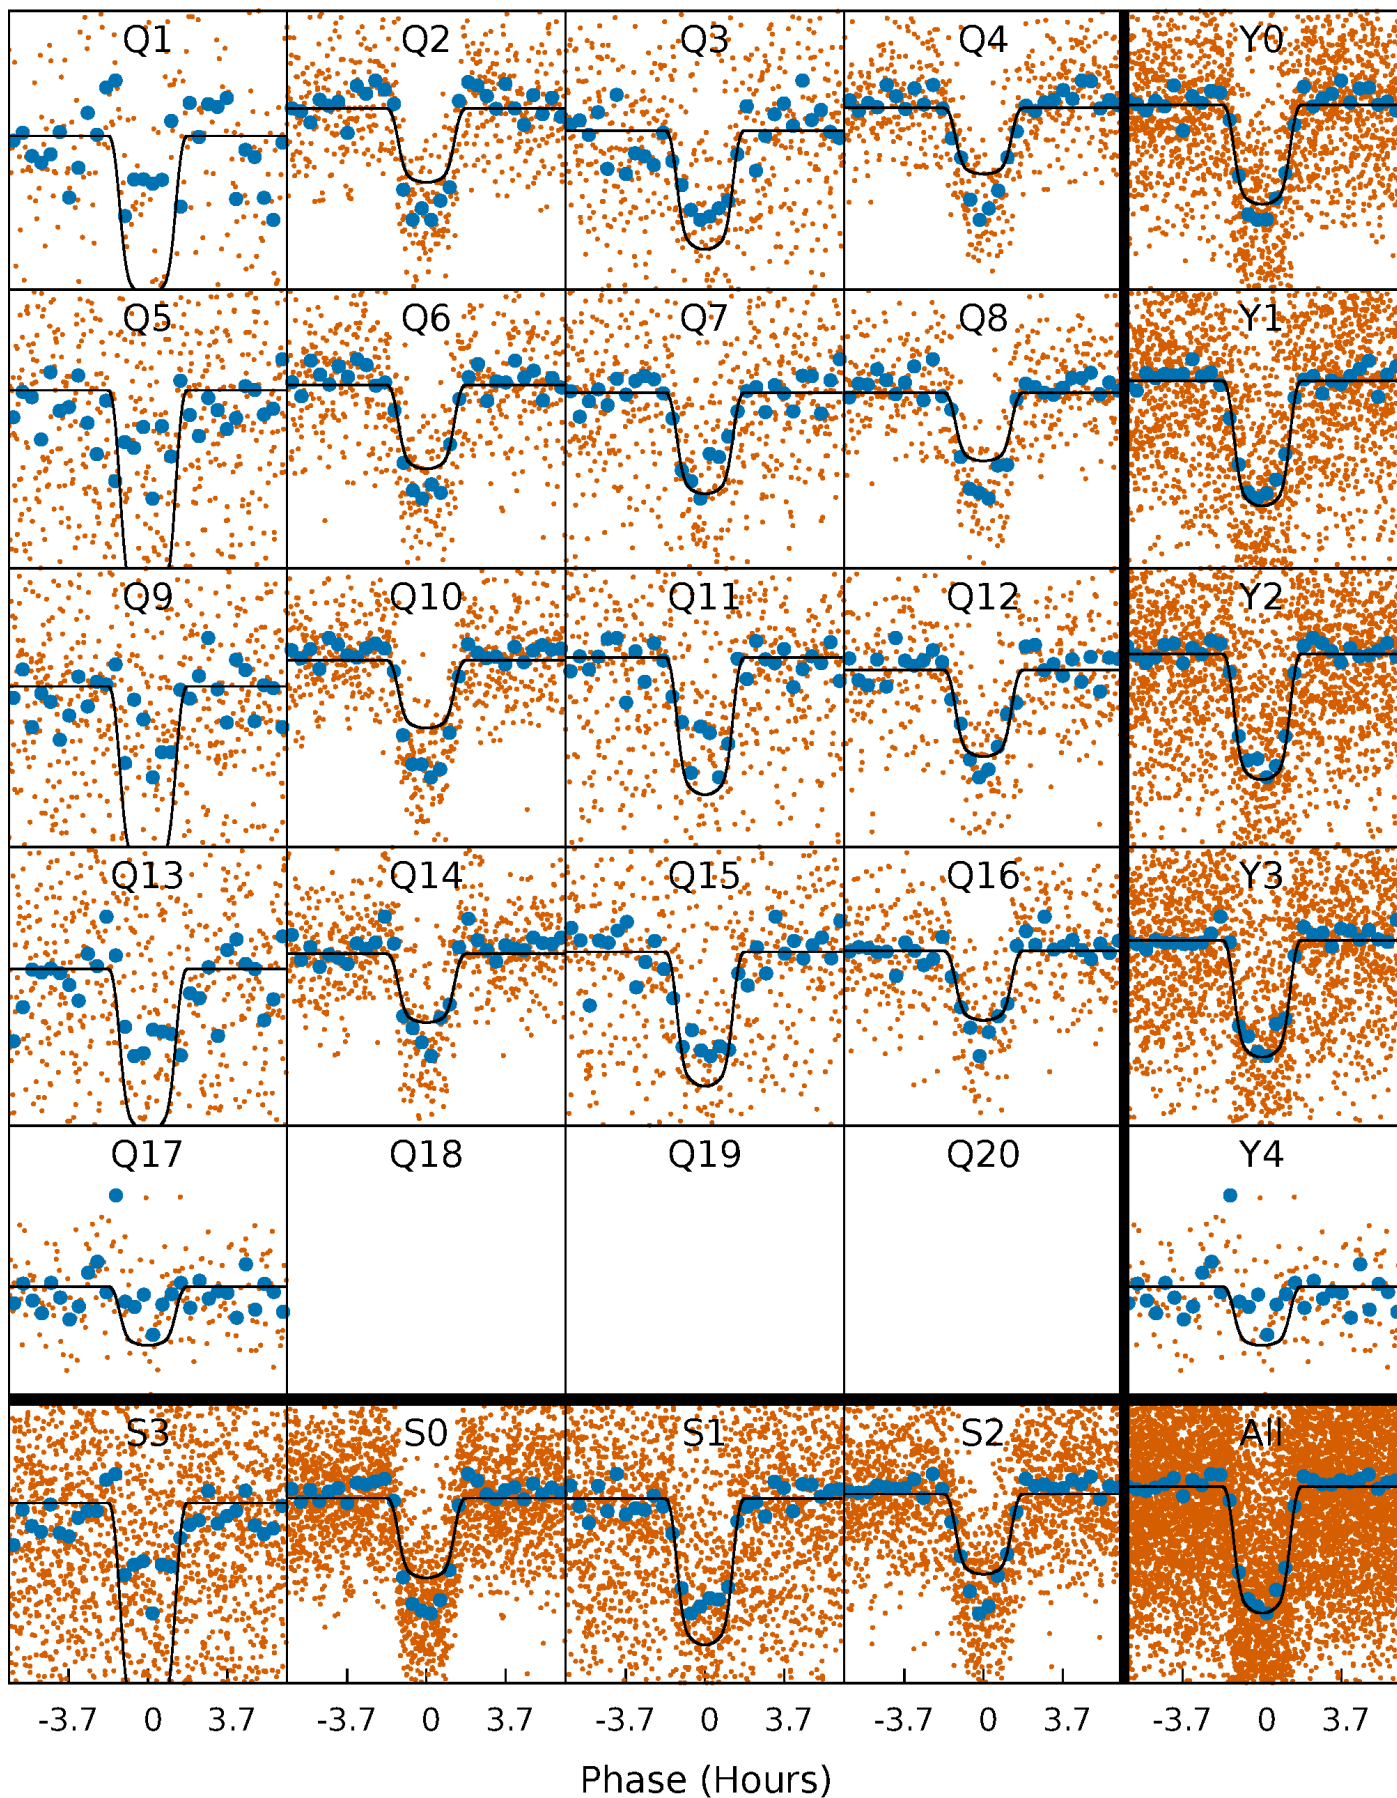 Q1 Q2 Q3 Q4 Y0
Q5 Q6 Q7 Q8 Y1
Q9 Q10 Q11 Q12 Y2
Q13 Q14 Q15 Q16 Y3
Q17 Q18 Q19 Q20 Y4
S3 S0 S1 S2 All
-3.7 0 3.7 -3.7 0 3.7 -3.7 0 3.7 -3.7 0 3.7 -3.7 0 3.7
Phase (Hours)